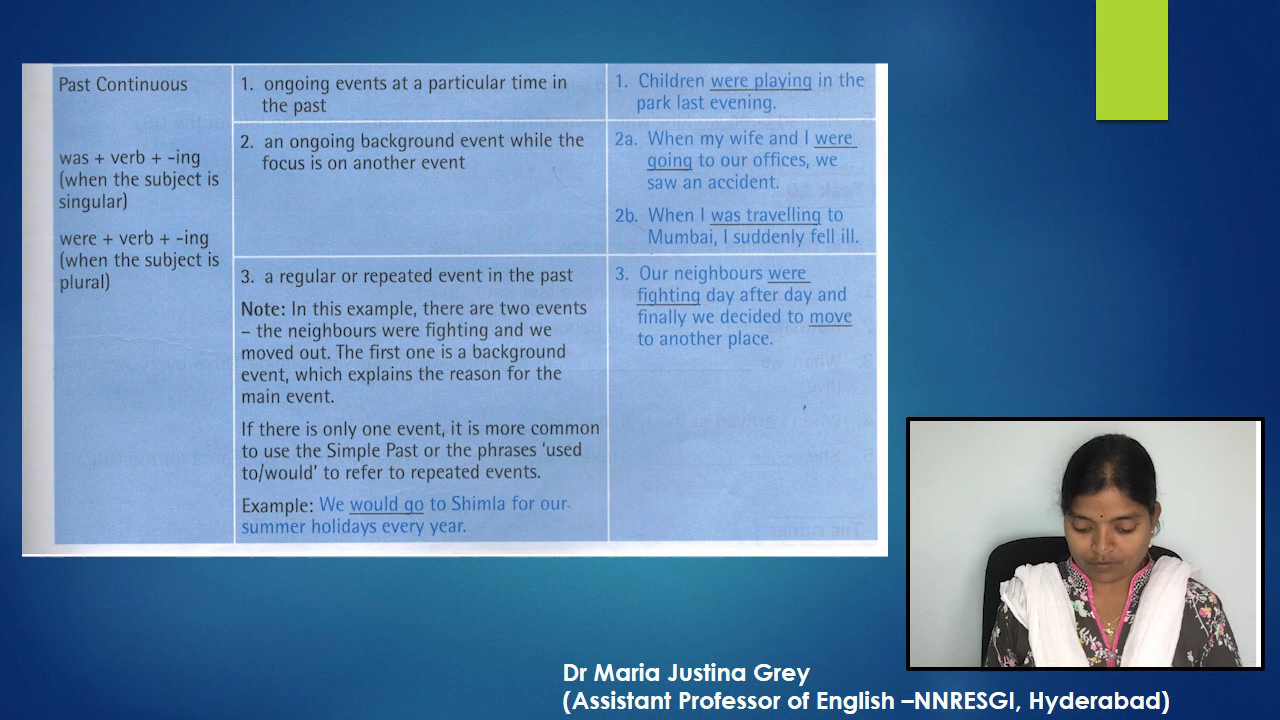 Past Continuous
was + verb + -ing
(when the subject is
singular)
were + verb + -ing
(when the subject is
plural)
1. ongoing events at a particular time in
the past
1. Children were playing in the
park last evening.
2. an ongoing background event while the
focus is on another event
2a. When my wife and I were
going to our offices, we
saw an accident.
2b. When I was travelling to
Mumbai, I suddenly fell ill.
3. a regular or repeated event in the past
Note: In this example, there are two events
– the neighbours were fighting and we
moved out. The first one is a background
event, which explains the reason for the
main event.
If there is only one event, it is more common
to use the Simple Past or the phrases ‘used
to/would’ to refer to repeated events.
Example: We would go to Shimla for our
summer holidays every year.
3. Our neighbours were
fighting day after day and
finally we decided to move
to another place.
Dr Maria Justina Grey
(Assistant Professor of English –NNRESGI, Hyderabad)